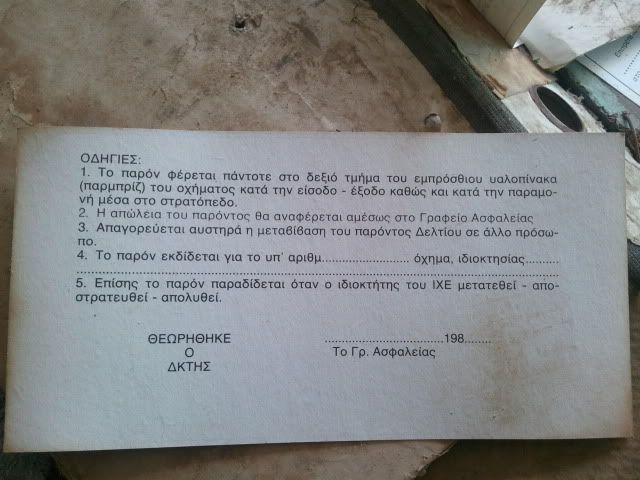 ΟΔΗΓΙΕΣ:
1. Το παρόν φέρεται πάντοτε στο δεξιό τμήμα του εμπρόσθιου υαλοπίνακα
(παρμπρίζ) του οχήματος κατά την είσοδο - έξοδο καθώς και κατά την παραμο-
νή μέσα στο στρατόπεδο.
2. Η απώλεια του παρόντος θα αναφέρεται αμέσως στο Γραφείο Ασφαλείας
3. Απαγορεύεται αυστηρά η μεταβίβαση του παρόντος Δελτίου σε άλλο πρόσω-
πο.
4. Το παρόν εκδίδεται για το υπ' αριθμ...................... όχημα, ιδιοκτησίας.........
..............................................................................................................
5. Επίσης το παρόν παραδίδεται όταν ο ιδιοκτήτης του ΙΧΕ μετατεθεί - απο-
στρατευθεί - απολυθεί.
ΘΕΩΡΗΘΗΚΕ
Ο
ΔΚΤΗΣ
..............................198.......
Το Γρ. Ασφαλείας